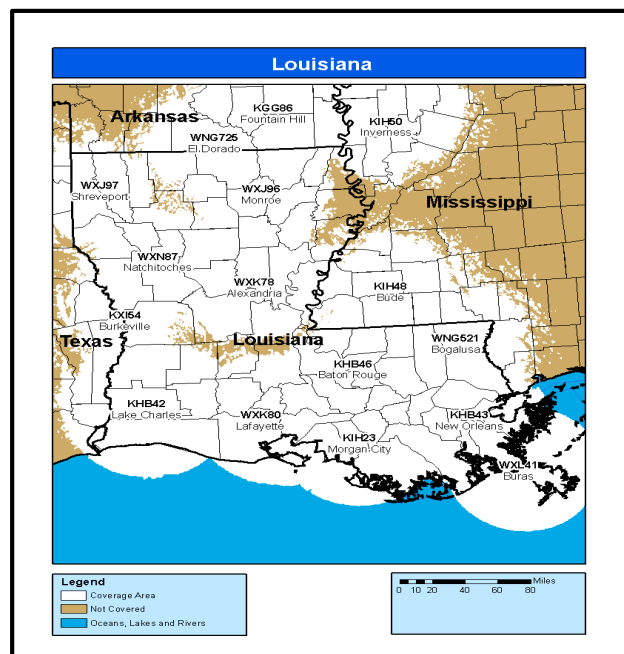 Louisiana
Arkansas
KGG86
Fountain Hill
KIH50
Inverness
WNG725
El Dorado
WXJ97
Shreveport
WXJ96
Monroe
Mississippi
WXN87
Natchitoches
WXK78
Alexandria
KIH48
Bude
KXI54
Burkeville
Texas
Louisiana
WNG521
Bogalusa
KHB46
Baton Rouge
KHB42
Lake Charles
WXK80
Lafayette
KHB43
New Orleans
KIH23
Morgan City
WXL41
Buras
Legend
Coverage Area
Not Covered
Oceans, Lakes and Rivers
Miles
0 10 20 40 60 80